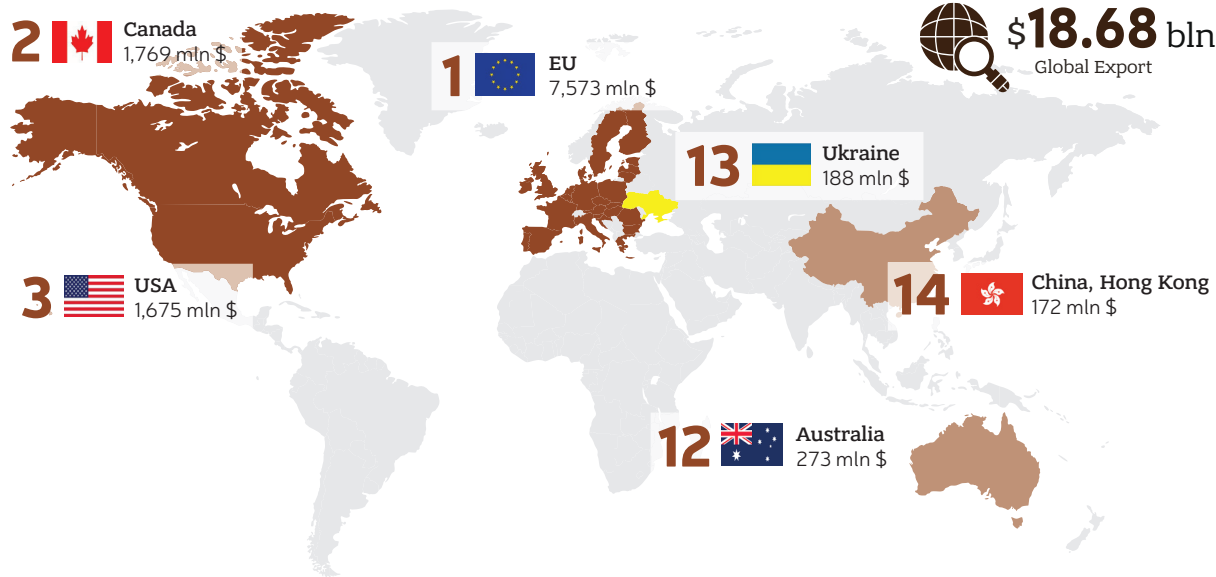 2
Canada
1,769 mln $
1
EU
7,573 mln $
$18.68 bln
Global Export
13
Ukraine
188 mln $
3
USA
1,675 mln $
14
China, Hong Kong
172 mln $
12
Australia
273 mln $